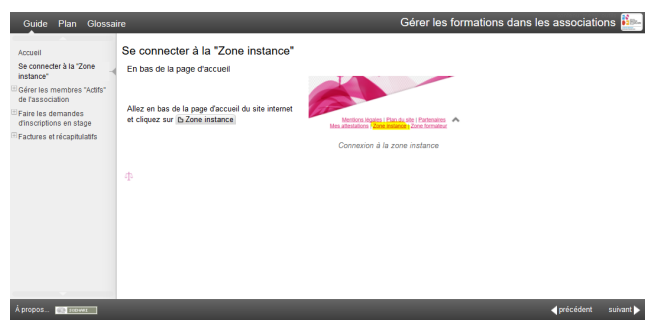 Guide Plan Glossaire
Gérer les formations dans les associations
Accueil
Se connecter à la "Zone
instance"
Gérer les membres "Actifs"
de l'association
Faire les demandes
d'inscriptions en stage
Factures et récapitulatifs
Se connecter à la "Zone instance"
En bas de la page d'accueil
Allez en bas de la page d'accueil du site internet
et cliquez sur Zone instance
Mentions légales | Plan du site | Partenaires
Mes attestations | Zone instance | Zone formateur
Connexion à la zone instance
À propos...
précédent suivant